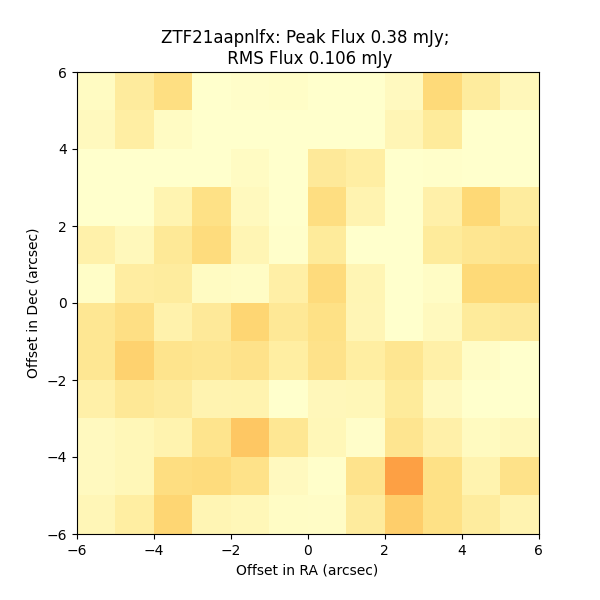 ZTF21aapnlfx: Peak Flux 0.38 mJy;
RMS Flux 0.106 mJy
6
4
2
0
−2
−4
−6
Offset in Dec (arcsec)
−6 −4 −2 0 2 4 6
Offset in RA (arcsec)